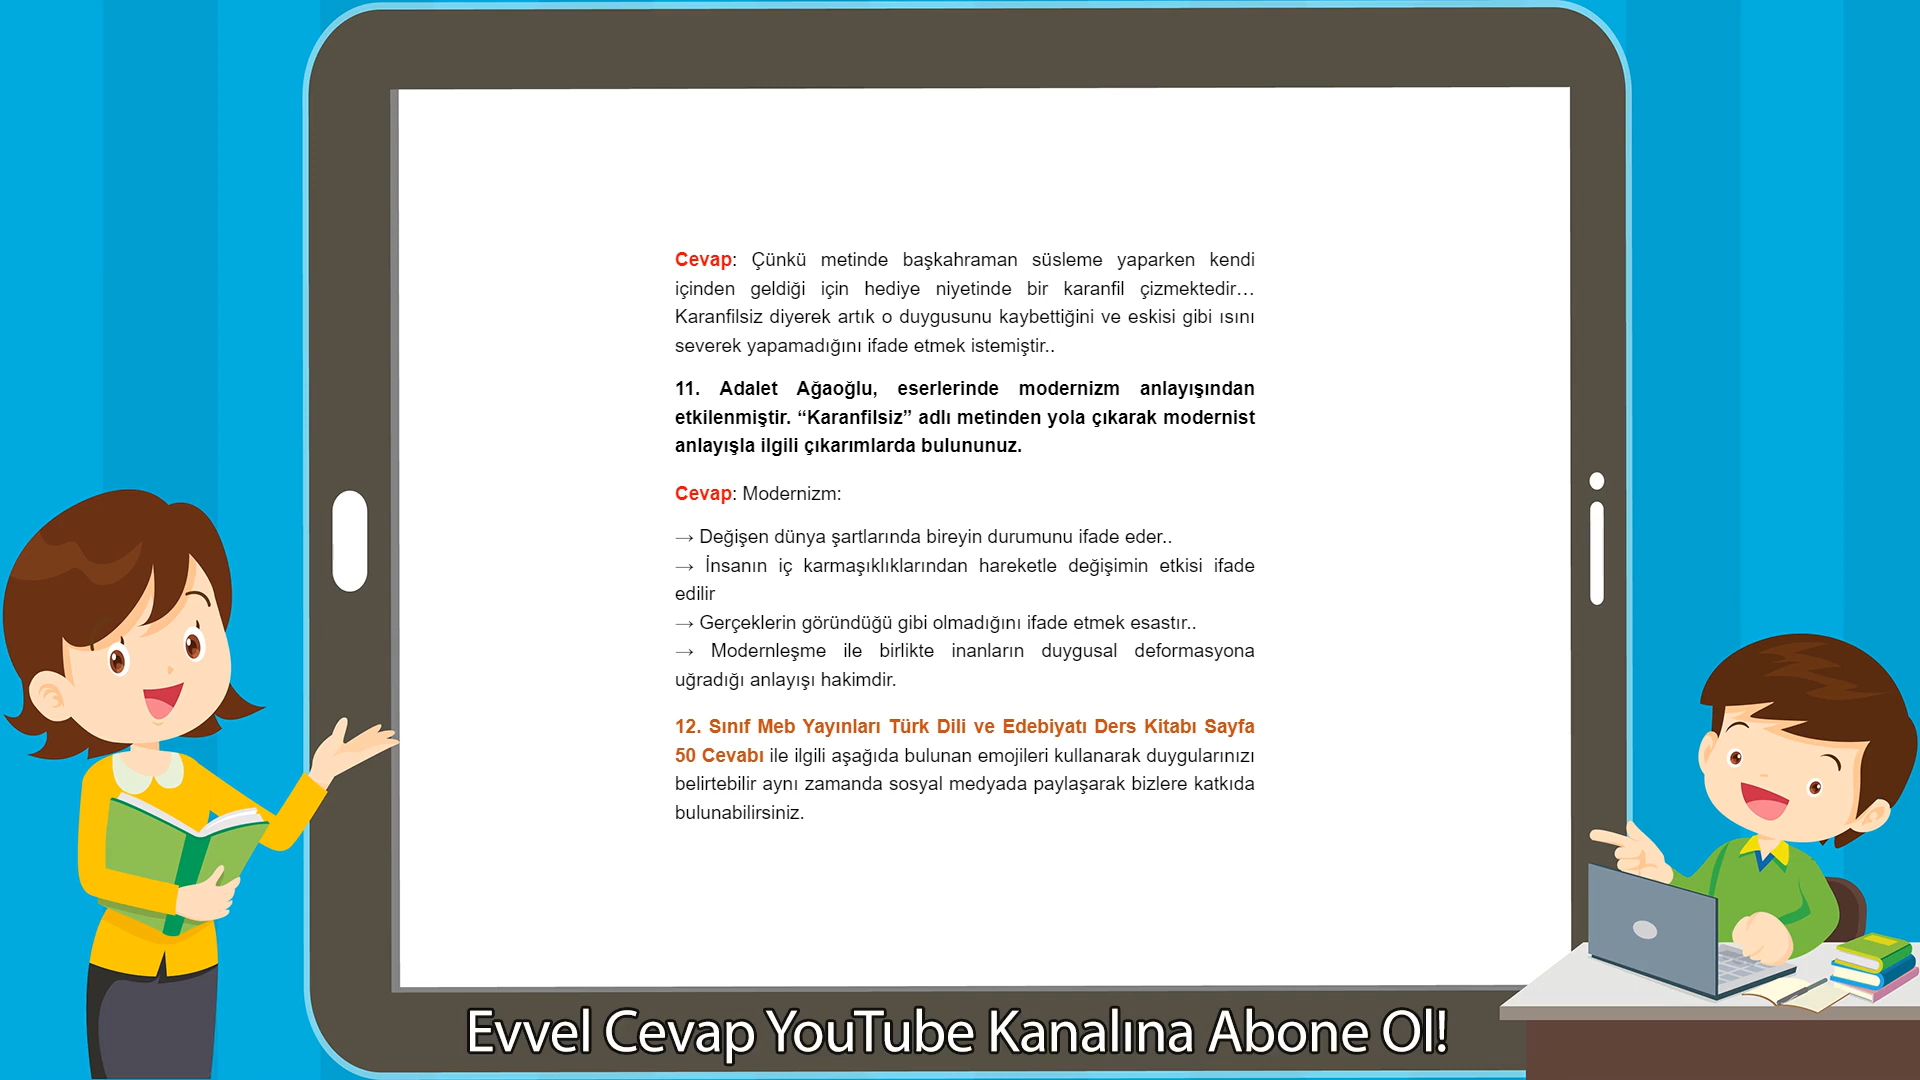 Cevap: Çünkü metinde başkahraman süsleme yaparken kendi
içinden geldiği için hediye niyetinde bir karanfil çizmektedir…
Karanfilsiz diyerek artık o duygusunu kaybettiğini ve eskisi gibi ısını
severek yapamadığını ifade etmek istemiştir..
11. Adalet Ağaoğlu, eserlerinde modernizm anlayışından
etkilenmiştir. “Karanfilsiz” adlı metinden yola çıkarak modernist
anlayışla ilgili çıkarımlarda bulununuz.
Cevap: Modernizm:
→ Değişen dünya şartlarında bireyin durumunu ifade eder..
→ İnsanın iç karmaşıklıklarından hareketle değişimin etkisi ifade
edilir
→ Gerçeklerin göründüğü gibi olmadığını ifade etmek esastır..
→ Modernleşme ile birlikte inanların duygusal deformasyona
uğradığı anlayışı hakimdir.
12. Sınıf Meb Yayınları Türk Dili ve Edebiyatı Ders Kitabı Sayfa
50 Cevabı ile ilgili aşağıda bulunan emojileri kullanarak duygularınızı
belirtebilir aynı zamanda sosyal medyada paylaşarak bizlere katkıda
bulunabilirsiniz.
Evvel Cevap YouTube Kanalına Abone Ol!